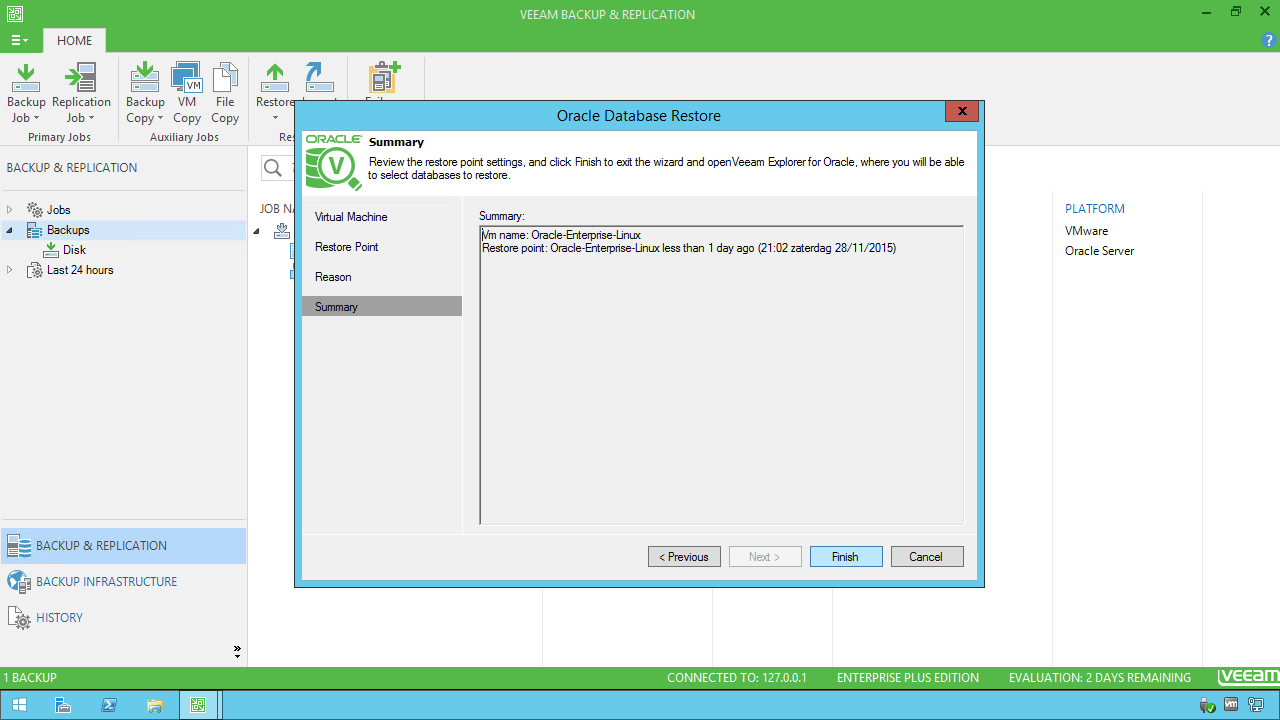 VEEAM BACKUP & REPLICATION
HOME
Backup Job
Replication Job
Backup Copy
VM Copy
File Copy
Restore
Primary Jobs
Auxiliary Jobs
BACKUP & REPLICATION
Jobs
Backups
Disk
Last 24 hours
BACKUP & REPLICATION
BACKUP INFRASTRUCTURE
HISTORY
JOB NA
PLATFORM
VMware
Oracle Server
Oracle Database Restore
ORACLE
V
Summary
Review the restore point settings, and click Finish to exit the wizard and open Veeam Explorer for Oracle, where you will be able
to select databases to restore.
Virtual Machine
Restore Point
Reason
Summary
Summary:
Vm name: Oracle-Enterprise-Linux
Restore point: Oracle-Enterprise-Linux less than 1 day ago (21:02 zaterdag 28/11/2015)
< Previous
Next >
Finish
Cancel
1 BACKUP
CONNECTED TO: 127.0.0.1
ENTERPRISE PLUS EDITION
EVALUATION: 2 DAYS REMAINING
veeam